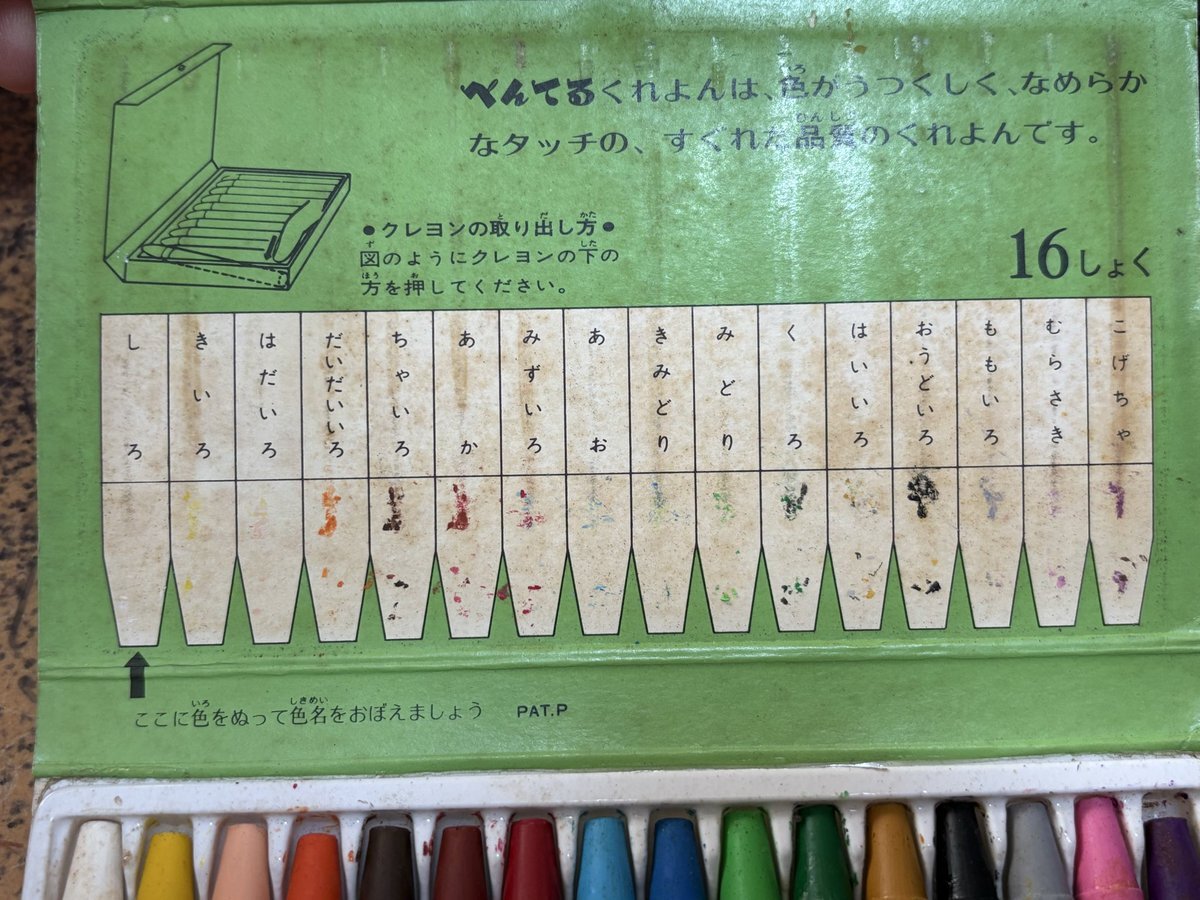 ぺんてるくれよんは、色がうつくしく、なめらか
なタッチの、すぐれた品質のくれよんです。
●クレヨンの取り出し方●
図のようにクレヨンの下の
方を押してください。
16しょく
しろ
きいろ
はだいろ
だいだいいろ
ちゃいろ
あか
みずいろ
あお
きみどり
みどり
くろ
はいいろ
おうどいろ
ももいろ
むらさき
こげちゃ
ここに色をぬって色名をおぼえましょう PAT.P